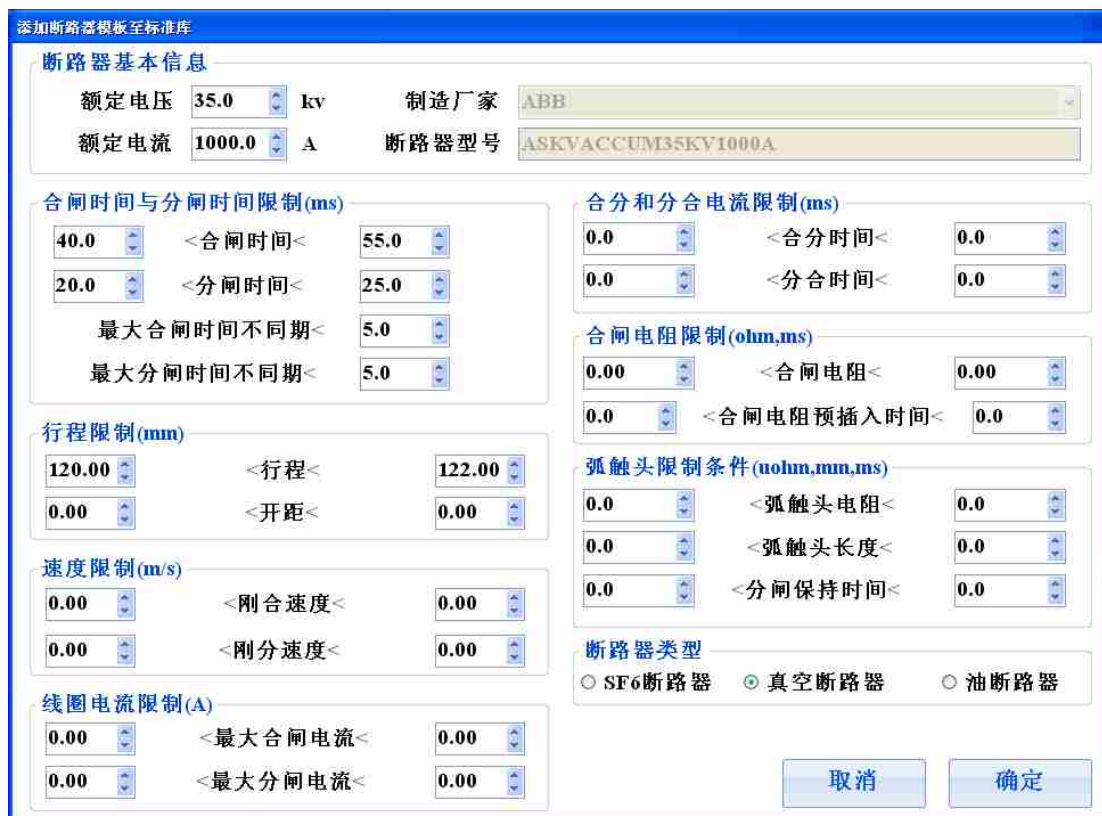 添加断路器模板至标准库
断路器基本信息
额定电压 35.0 kv 制造厂家 ABB
额定电流 1000.0 A 断路器型号 ASKVACCUM35KV1000A
合闸时间与分闸时间限制(ms)
40.0 <合闸时间< 55.0
20.0 <分闸时间< 25.0
最大合闸时间不同期< 5.0
最大分闸时间不同期< 5.0
行程限制(mm)
120.00 <行程< 122.00
0.00 <开距< 0.00
速度限制(m/s)
0.00 <刚合速度< 0.00
0.00 <刚分速度< 0.00
线圈电流限制(A)
0.00 <最大合闸电流< 0.00
0.00 <最大分闸电流< 0.00
合分和分合电流限制(ms)
0.0 <合分时间< 0.0
0.0 <分合时间< 0.0
合闸电阻限制(ohm,ms)
0.00 <合闸电阻< 0.00
0.0 <合闸电阻预插入时间< 0.0
弧触头限制条件(uohm,mm,ms)
0.0 <弧触头电阻< 0.0
0.0 <弧触头长度< 0.0
0.0 <分闸保持时间< 0.0
断路器类型
SF6断路器 真空断路器 油断路器
取消 确定